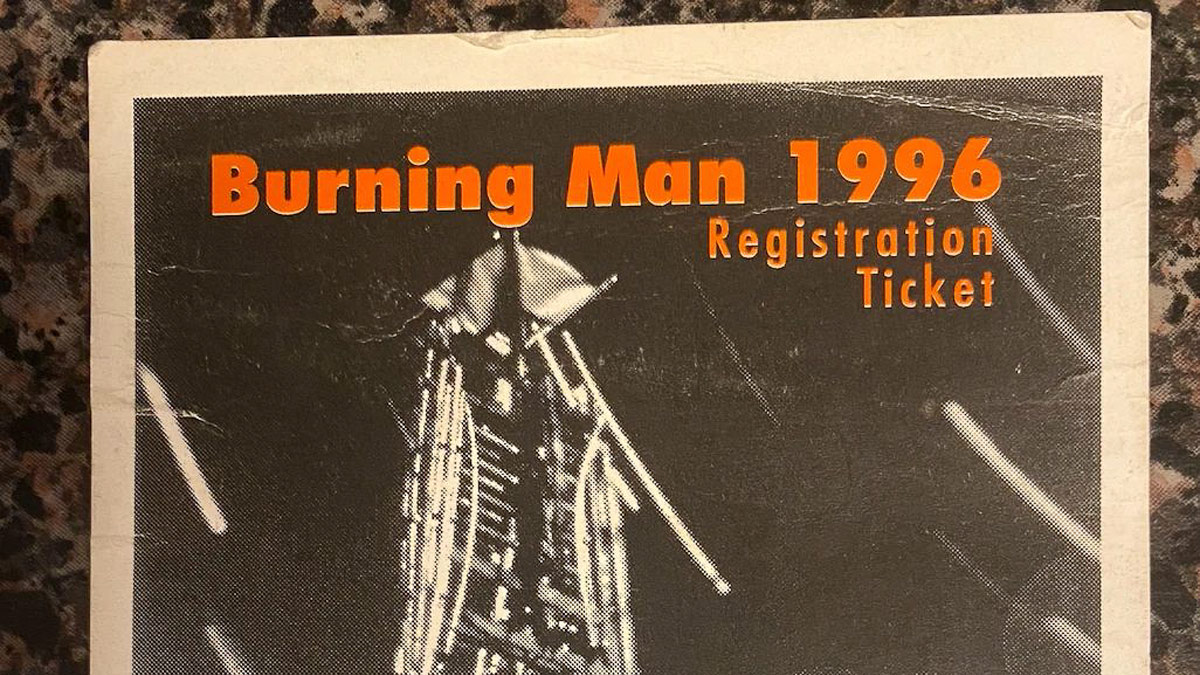 Burning Man 1996
Registration
Ticket